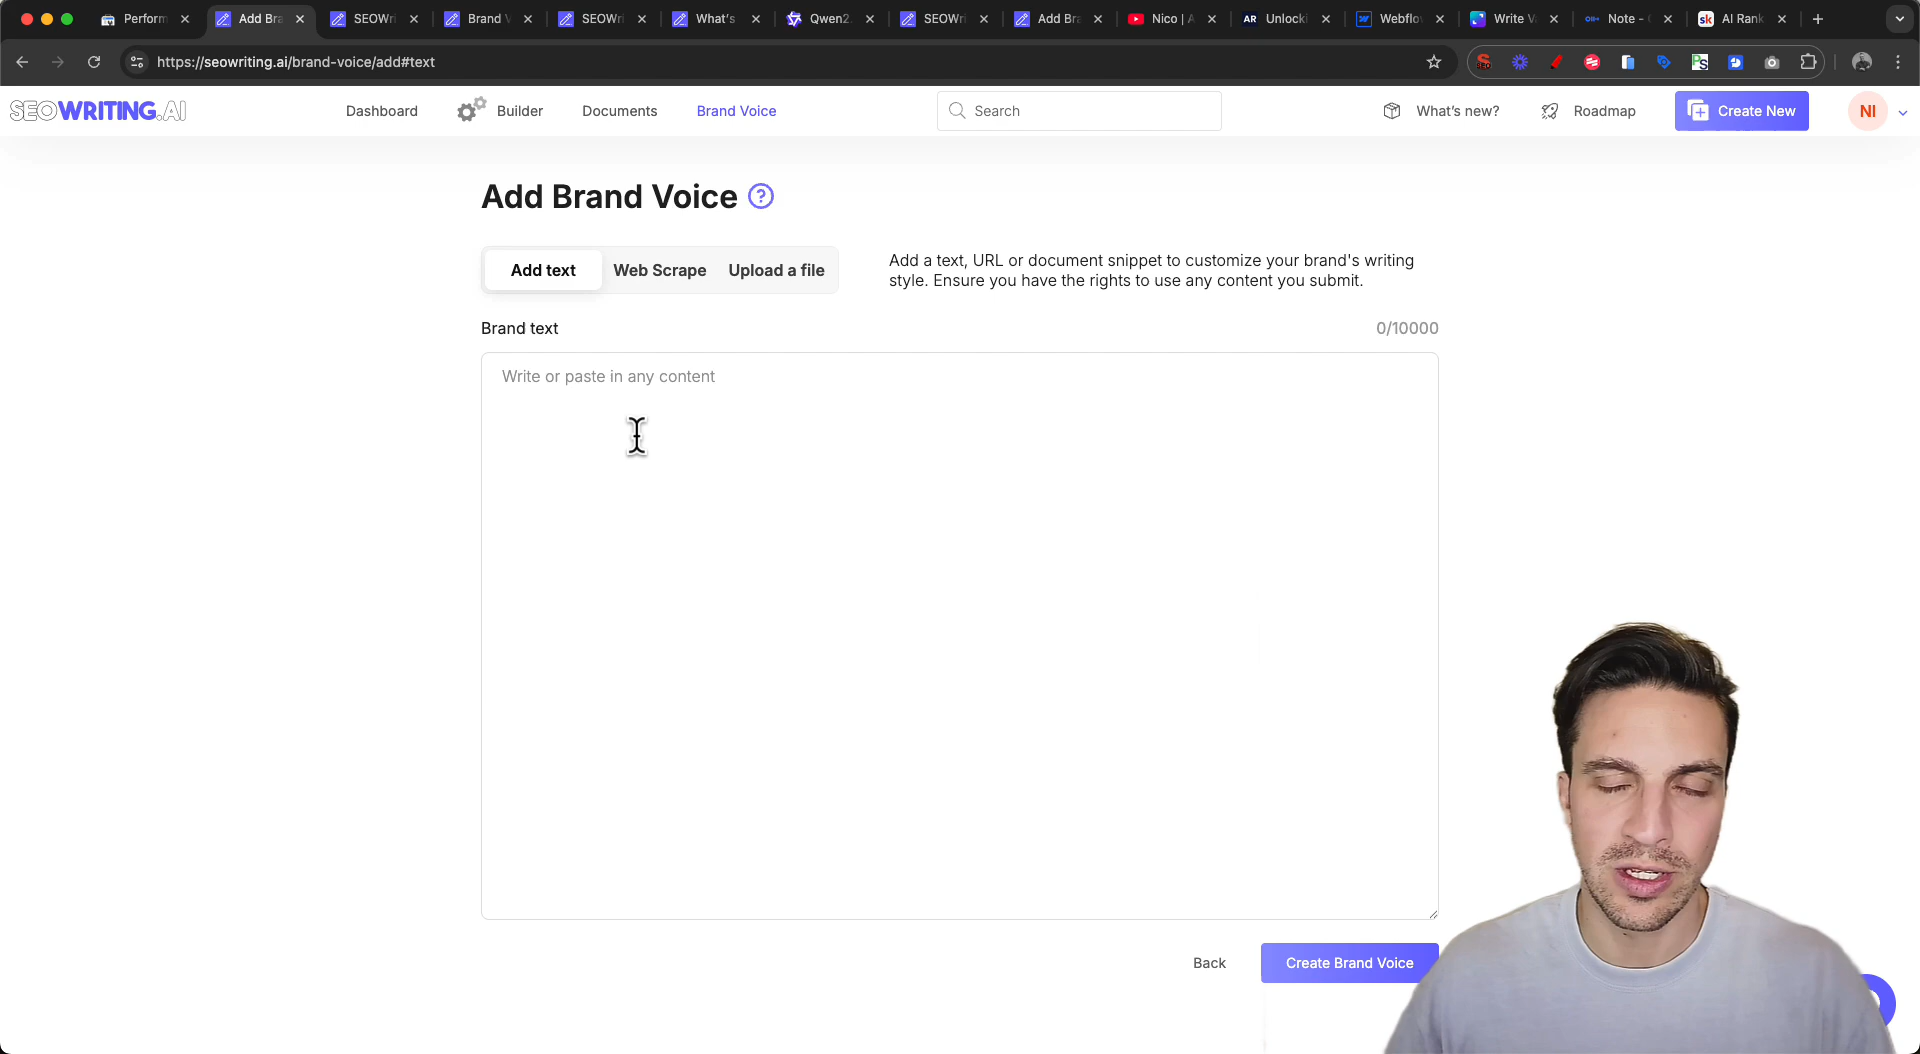 Perform
Add Bra
SEOWri
Brand V
SEOWri
What's
Qwen2.
SEOWri
Add Bra
Nico | A
Unlocki
Webflo
Write V
Note -
AI Rank
https://seowriting.ai/brand-voice/add#text
SEOWRITING.AI
Dashboard
Builder
Documents
Brand Voice
Search
What's new?
Roadmap
Create New
NI
Add Brand Voice ?
Add text
Web Scrape
Upload a file
Add a text, URL or document snippet to customize your brand's writing
style. Ensure you have the rights to use any content you submit.
Brand text
0/10000
Write or paste in any content
Back
Create Brand Voice